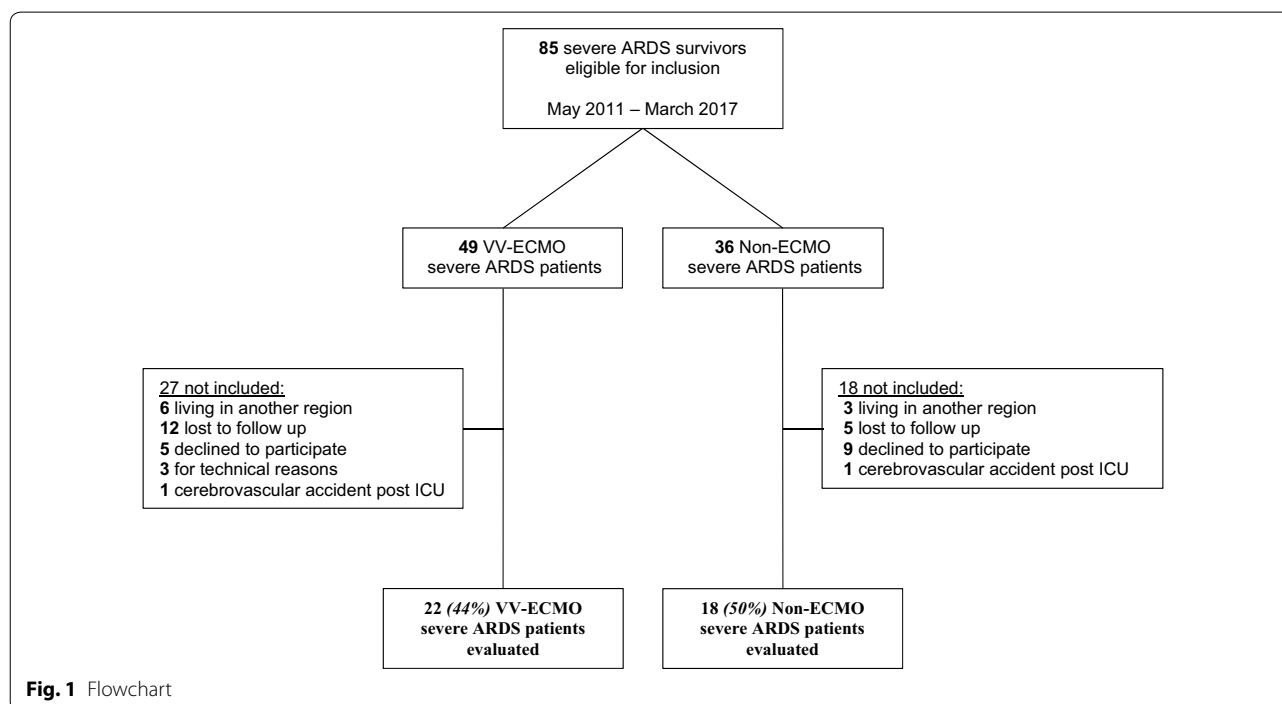 85 severe ARDS survivors
eligible for inclusion
May 2011 – March 2017
49 VV-ECMO
severe ARDS patients
36 Non-ECMO
severe ARDS patients
27 not included:
6 living in another region
12 lost to follow up
5 declined to participate
3 for technical reasons
1 cerebrovascular accident post ICU
18 not included:
3 living in another region
5 lost to follow up
9 declined to participate
1 cerebrovascular accident post ICU
22 (44%) VV-ECMO
severe ARDS patients
evaluated
18 (50%) Non-ECMO
severe ARDS patients
evaluated
Fig. 1 Flowchart